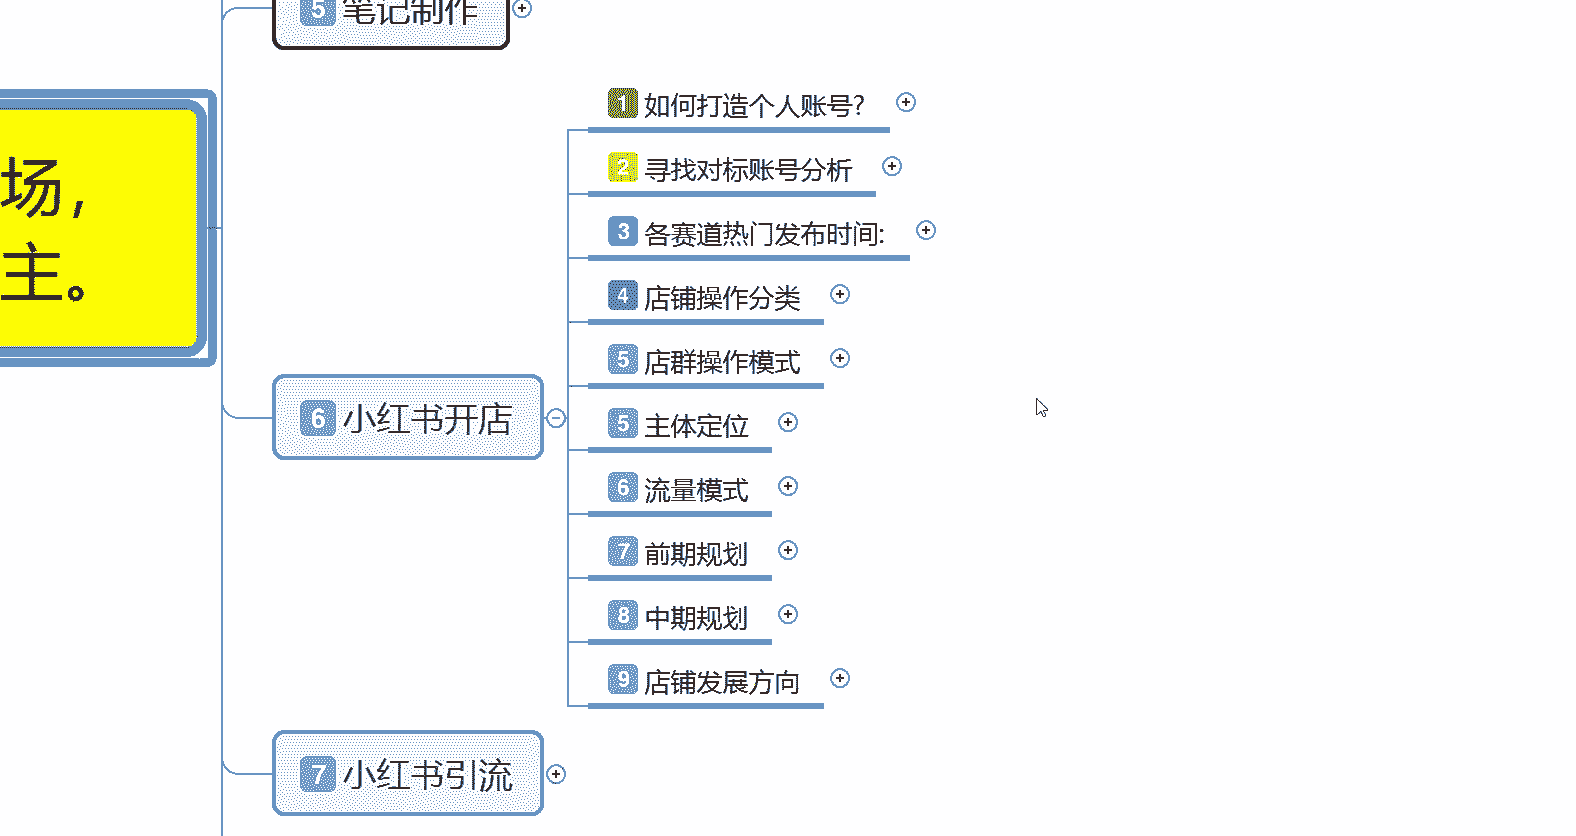 5 笔记制作
场，
主。
6 小红书开店
1 如何打造个人账号?
2 寻找对标账号分析
3 各赛道热门发布时间:
4 店铺操作分类
5 店群操作模式
5 主体定位
6 流量模式
7 前期规划
8 中期规划
9 店铺发展方向
7 小红书引流